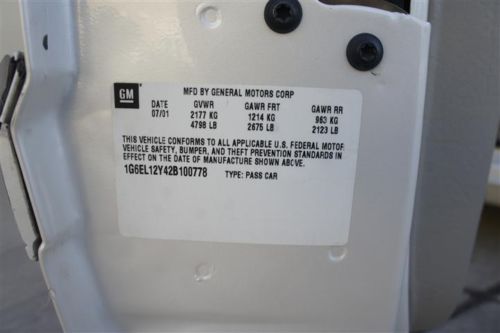 GM
MFD BY GENERAL MOTORS CORP
DATE GVWR GAWR FRT GAWR RR
07/01 2177 KG 1214 KG 963 KG
4798 LB 2675 LB 2123 LB
THIS VEHICLE CONFORMS TO ALL APPLICABLE U.S. FEDERAL MOTOR
VEHICLE SAFETY, BUMPER, AND THEFT PREVENTION STANDARDS IN
EFFECT ON THE DATE OF MANUFACTURE SHOWN ABOVE.
1G6EL12Y42B100778 TYPE: PASS CAR